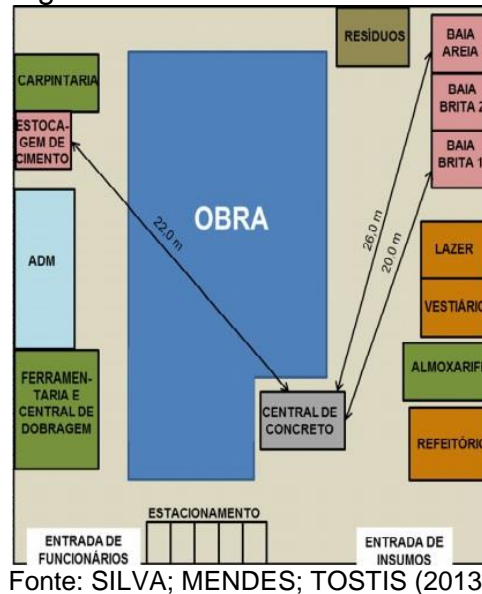 RESÍDUOS
BAIA
AREIA
CARPINTARIA
BAIA
BRITA 2
ESTOCA-
GEM DE
CIMENTO
BAIA
BRITA 1
22,0 m
OBRA
26,0 m
20,0 m
ADM
LAZER
VESTIÁRIO
ALMOXARIF
FERRAMEN-
TARIA E
CENTRAL DE
DOBRAGEM
CENTRAL DE
CONCRETO
REFEITÓRIO
ESTACIONAMENTO
ENTRADA DE
FUNCIONÁRIOS
ENTRADA DE
INSUMOS
Fonte: SILVA; MENDES; TOSTIS (2013